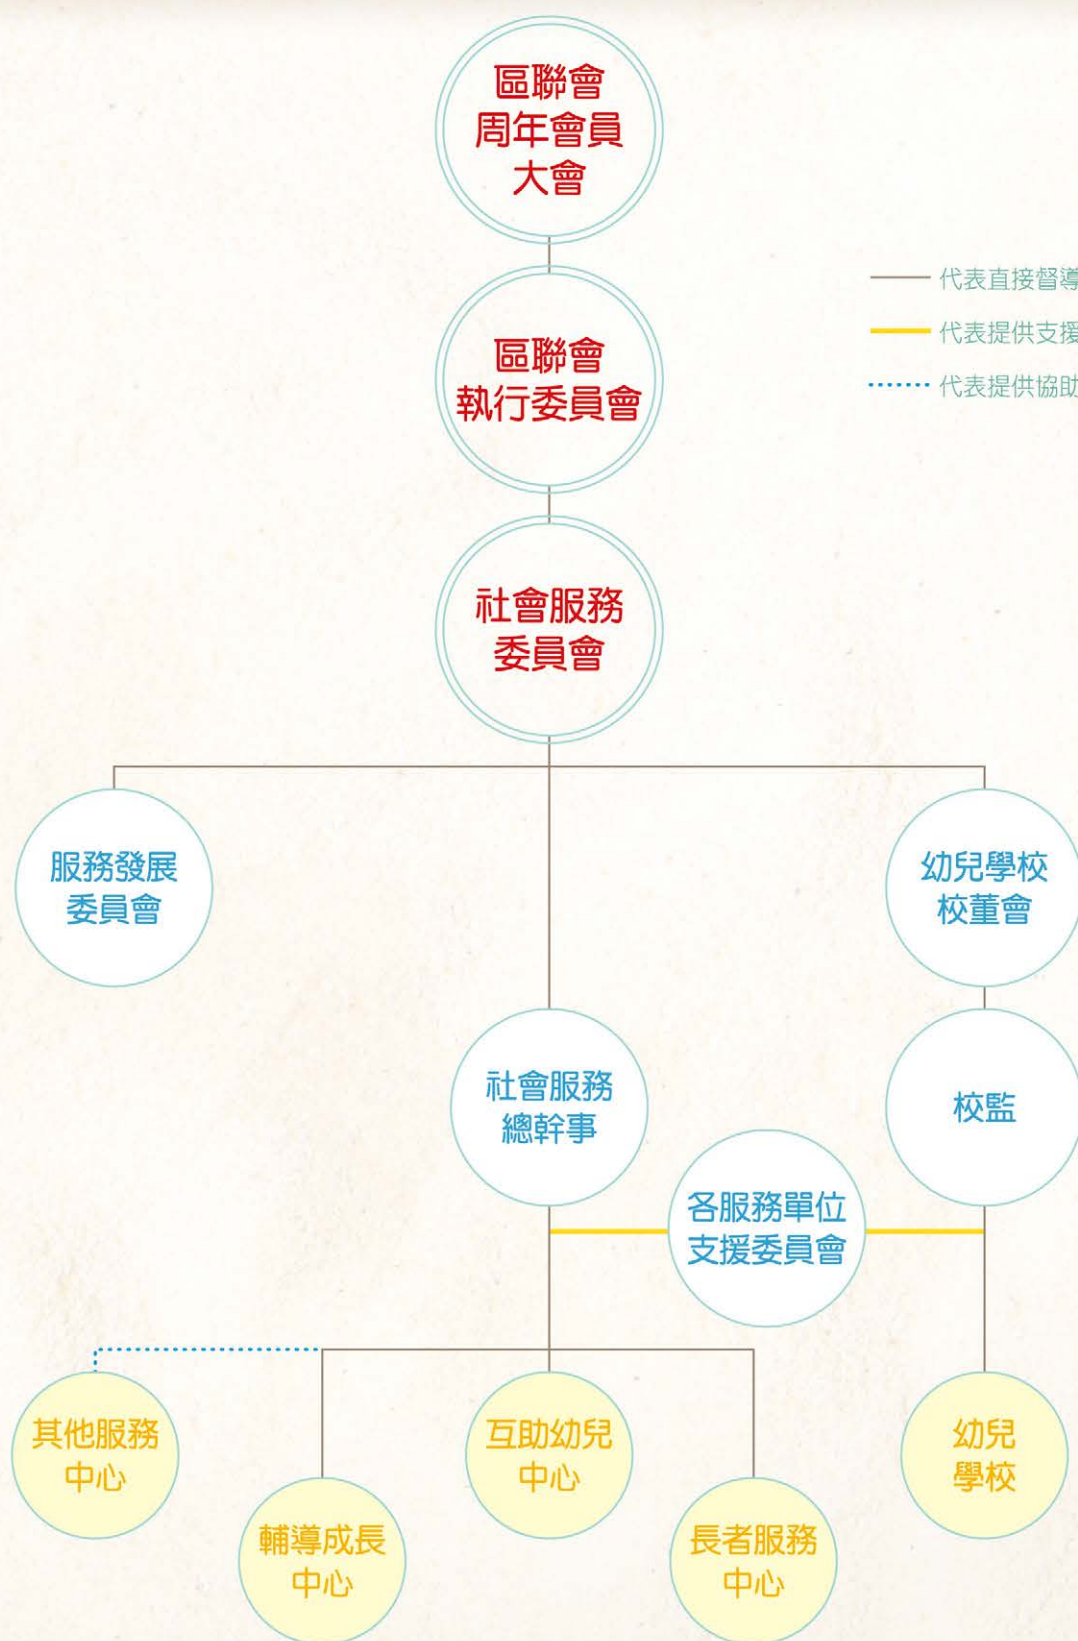 區聯會
周年會員
大會
代表直接督導
代表提供支援
代表提供協助
區聯會
執行委員會
社會服務
委員會
服務發展
委員會
幼兒學校
校董會
社會服務
總幹事
校監
各服務單位
支援委員會
其他服務
中心
互助幼兒
中心
幼兒
學校
輔導成長
中心
長者服務
中心